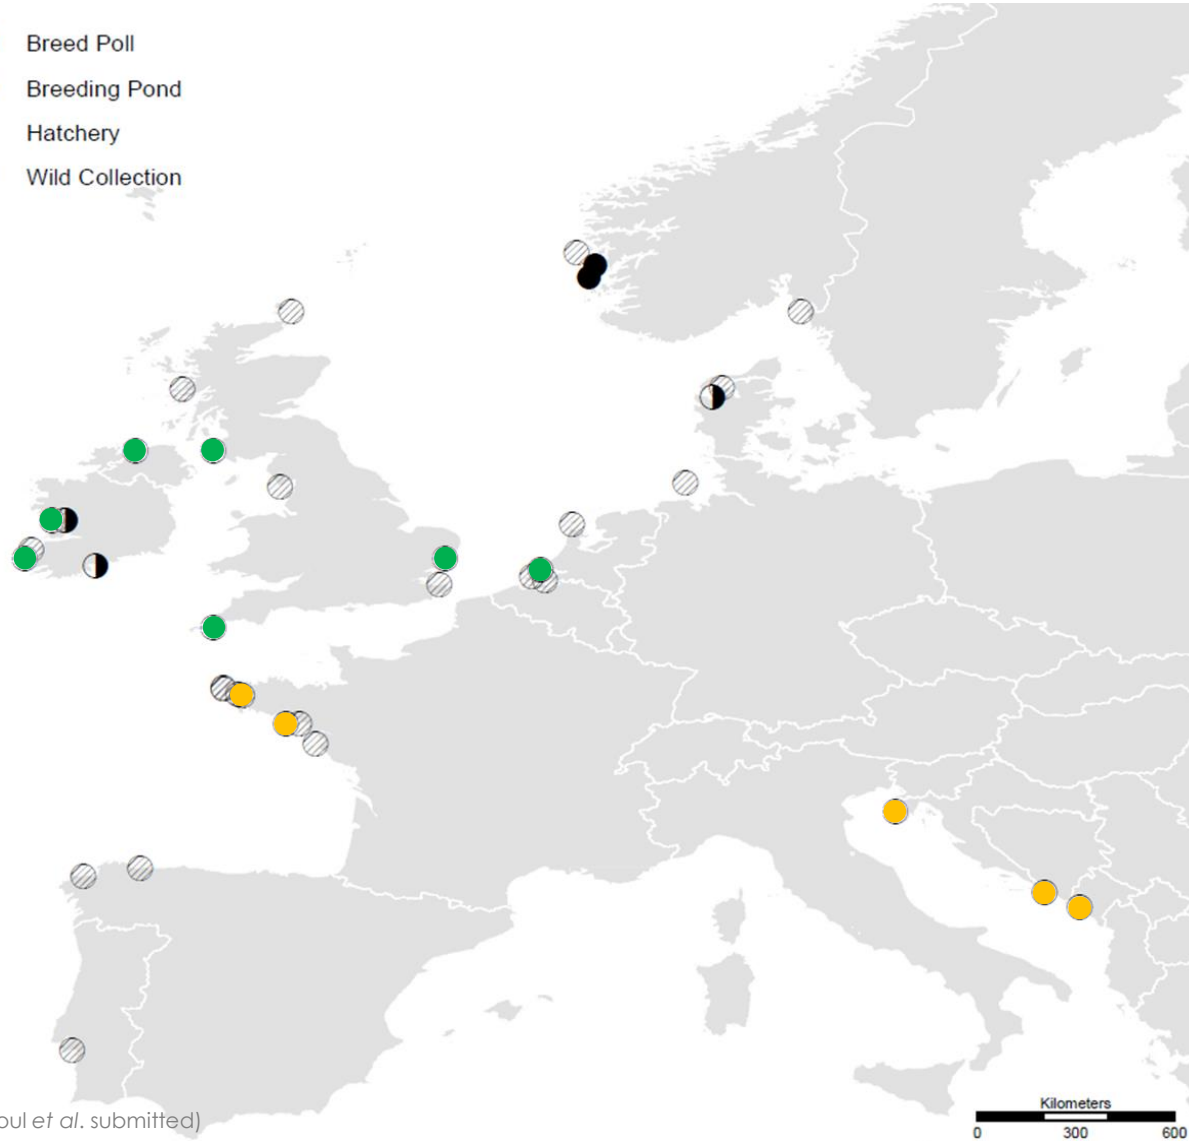 Breed Poll
Breeding Pond
Hatchery
Wild Collection
oul et al. submitted)
Kilometers
0 300 600